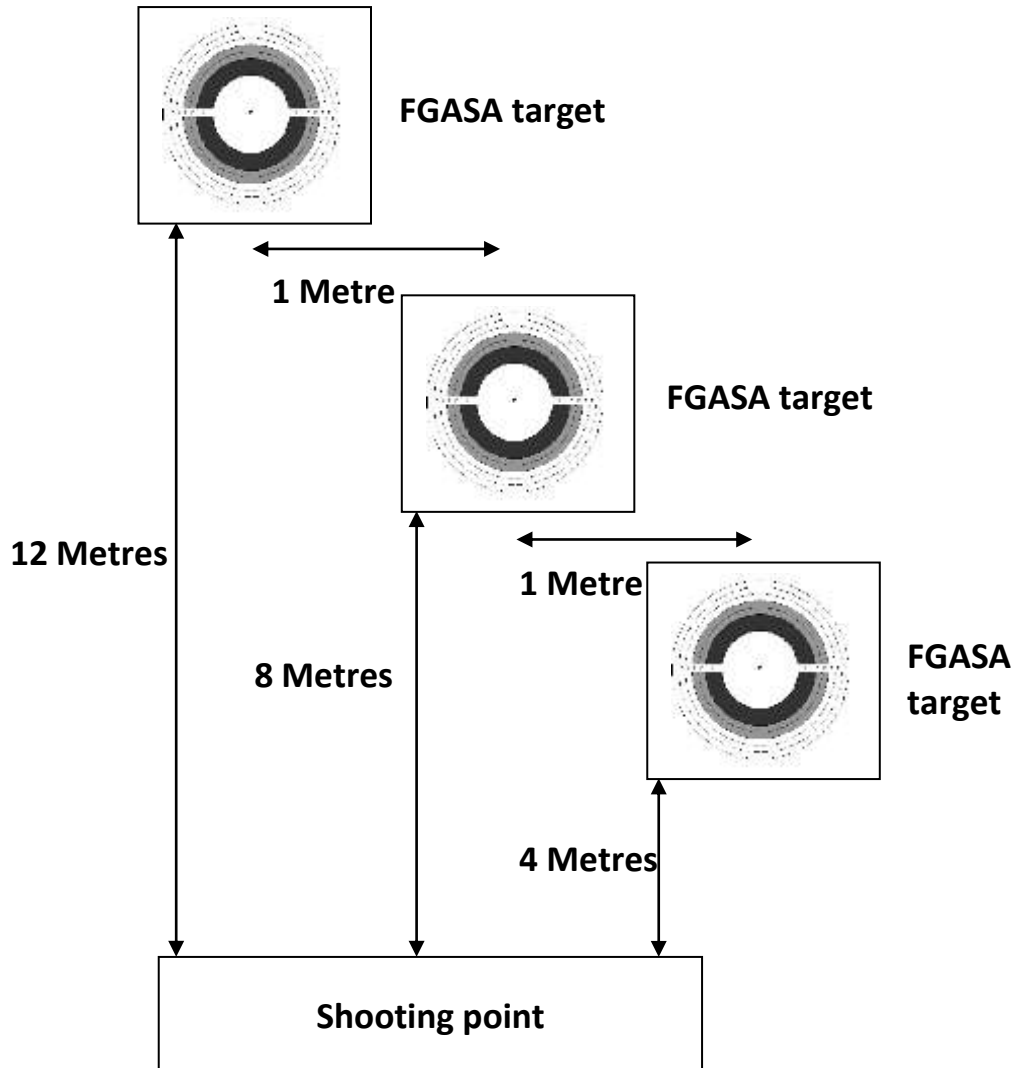 FGASA target
1 Metre
FGASA target
12 Metres
1 Metre
8 Metres
FGASA
target
4 Metres
Shooting point